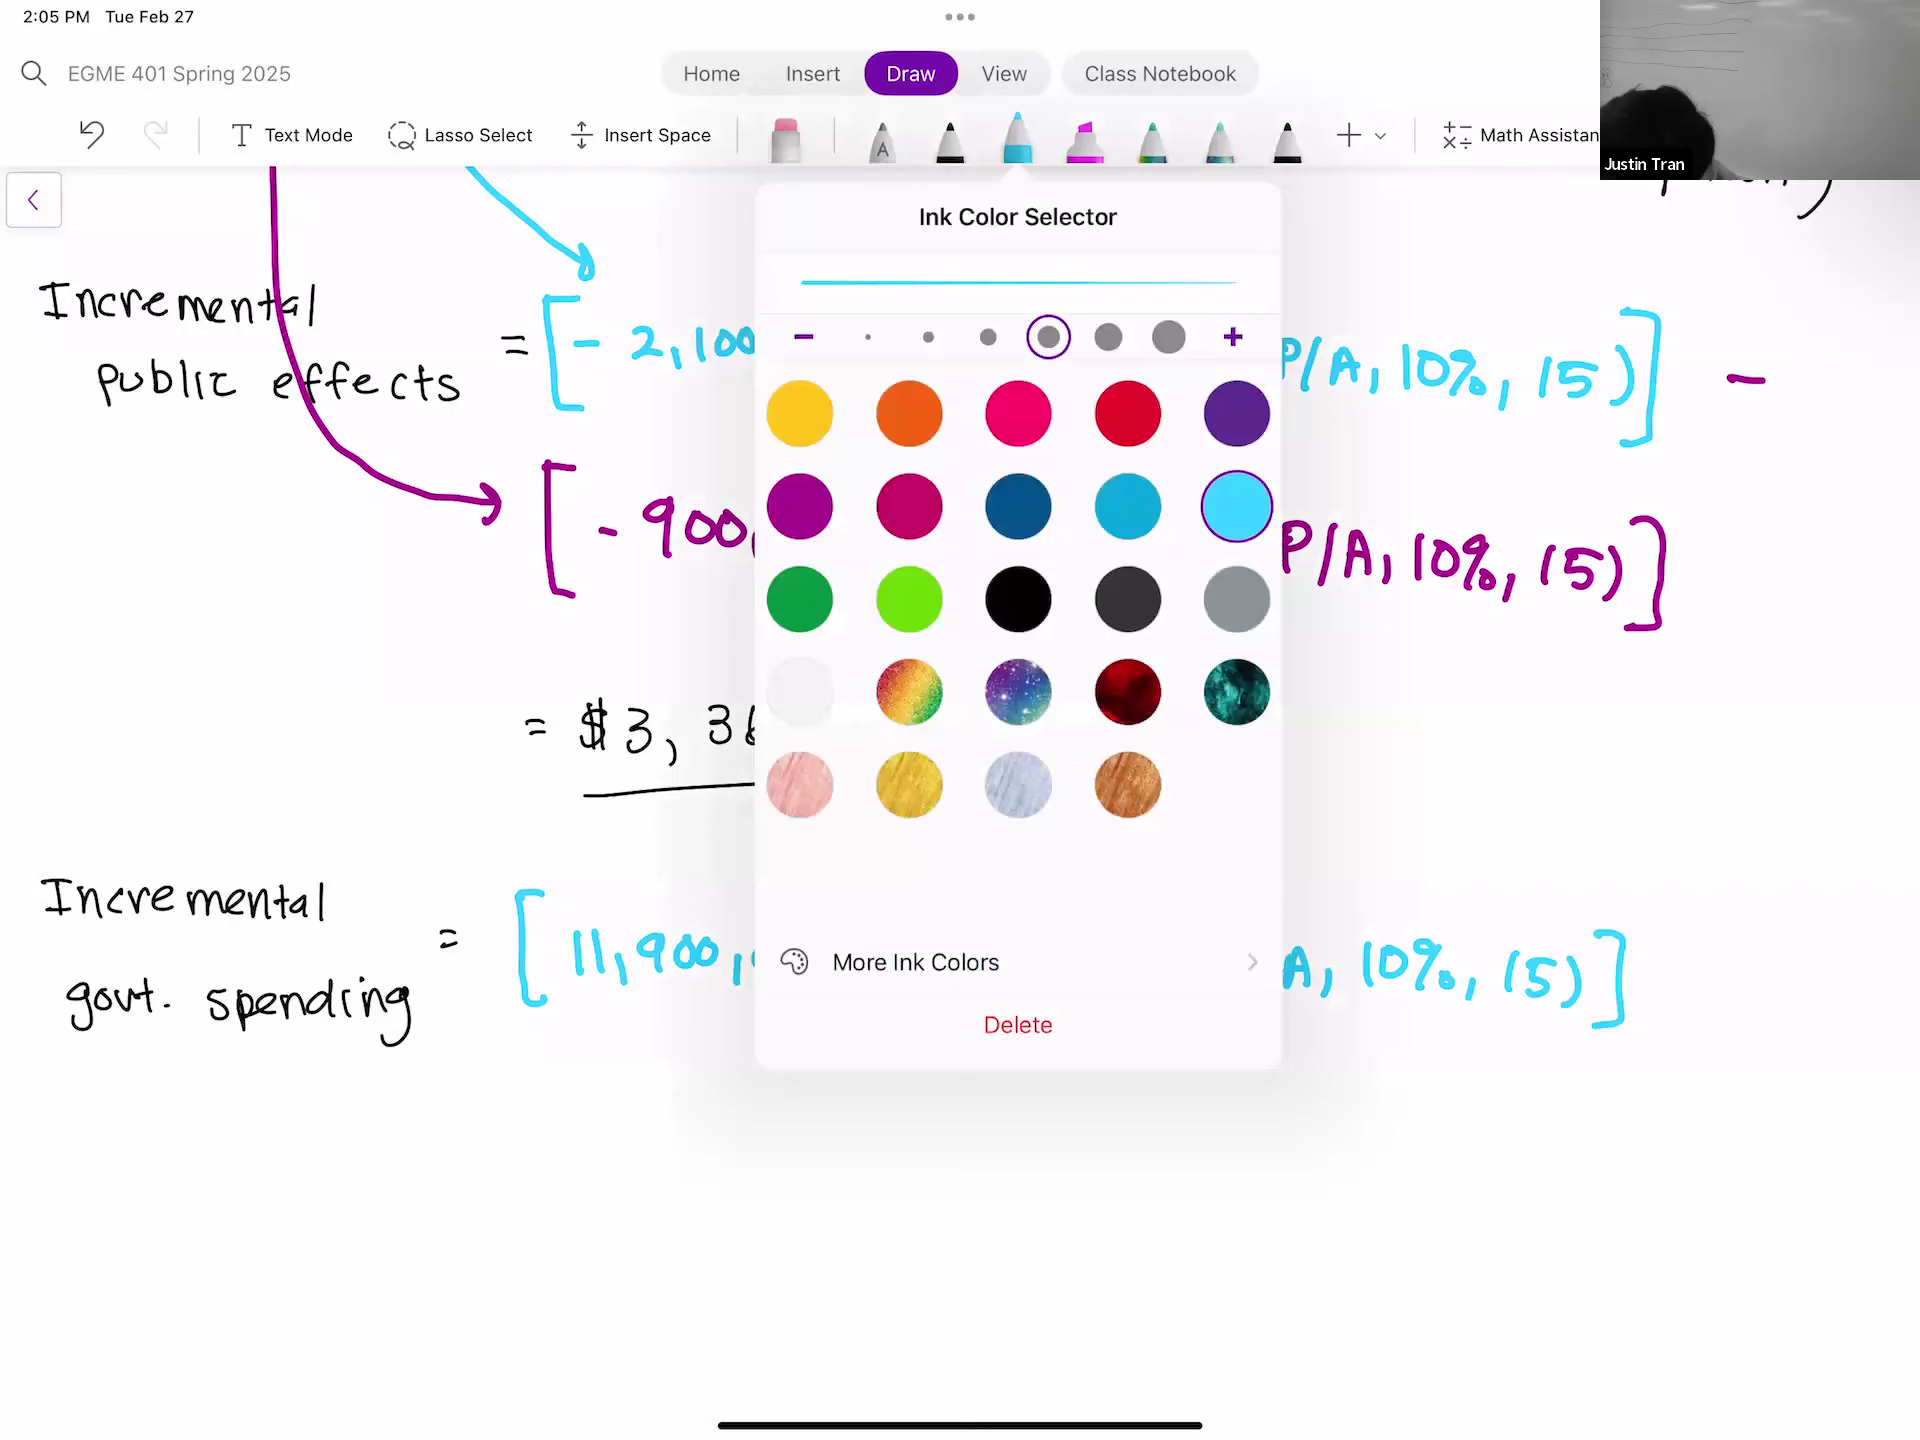 2:05 PM Tue Feb 27
EGME 401 Spring 2025
Home Insert Draw View Class Notebook
Text Mode Lasso Select Insert Space A Math Assistan
Justin Tran
Ink Color Selector
Incremental
public effects = [- 2,100 P/A, 10%, 15)] -
[- 900, P/A, 10%, 15)]
= $3, 36
Incremental
govt. spending = [11,900, A, 10%, 15)]
More Ink Colors
Delete